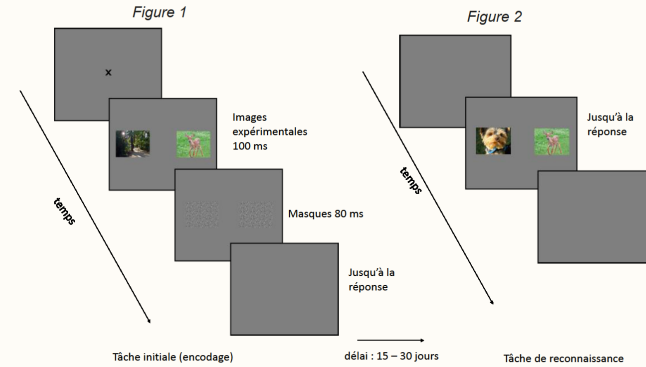 Figure 1
Figure 2
x
Images
expérimentales
100 ms
Jusqu'à la
réponse
temps
temps
Masques 80 ms
Jusqu'à la
réponse
Tâche initiale (encodage)
délai : 15 – 30 jours
Tâche de reconnaissance